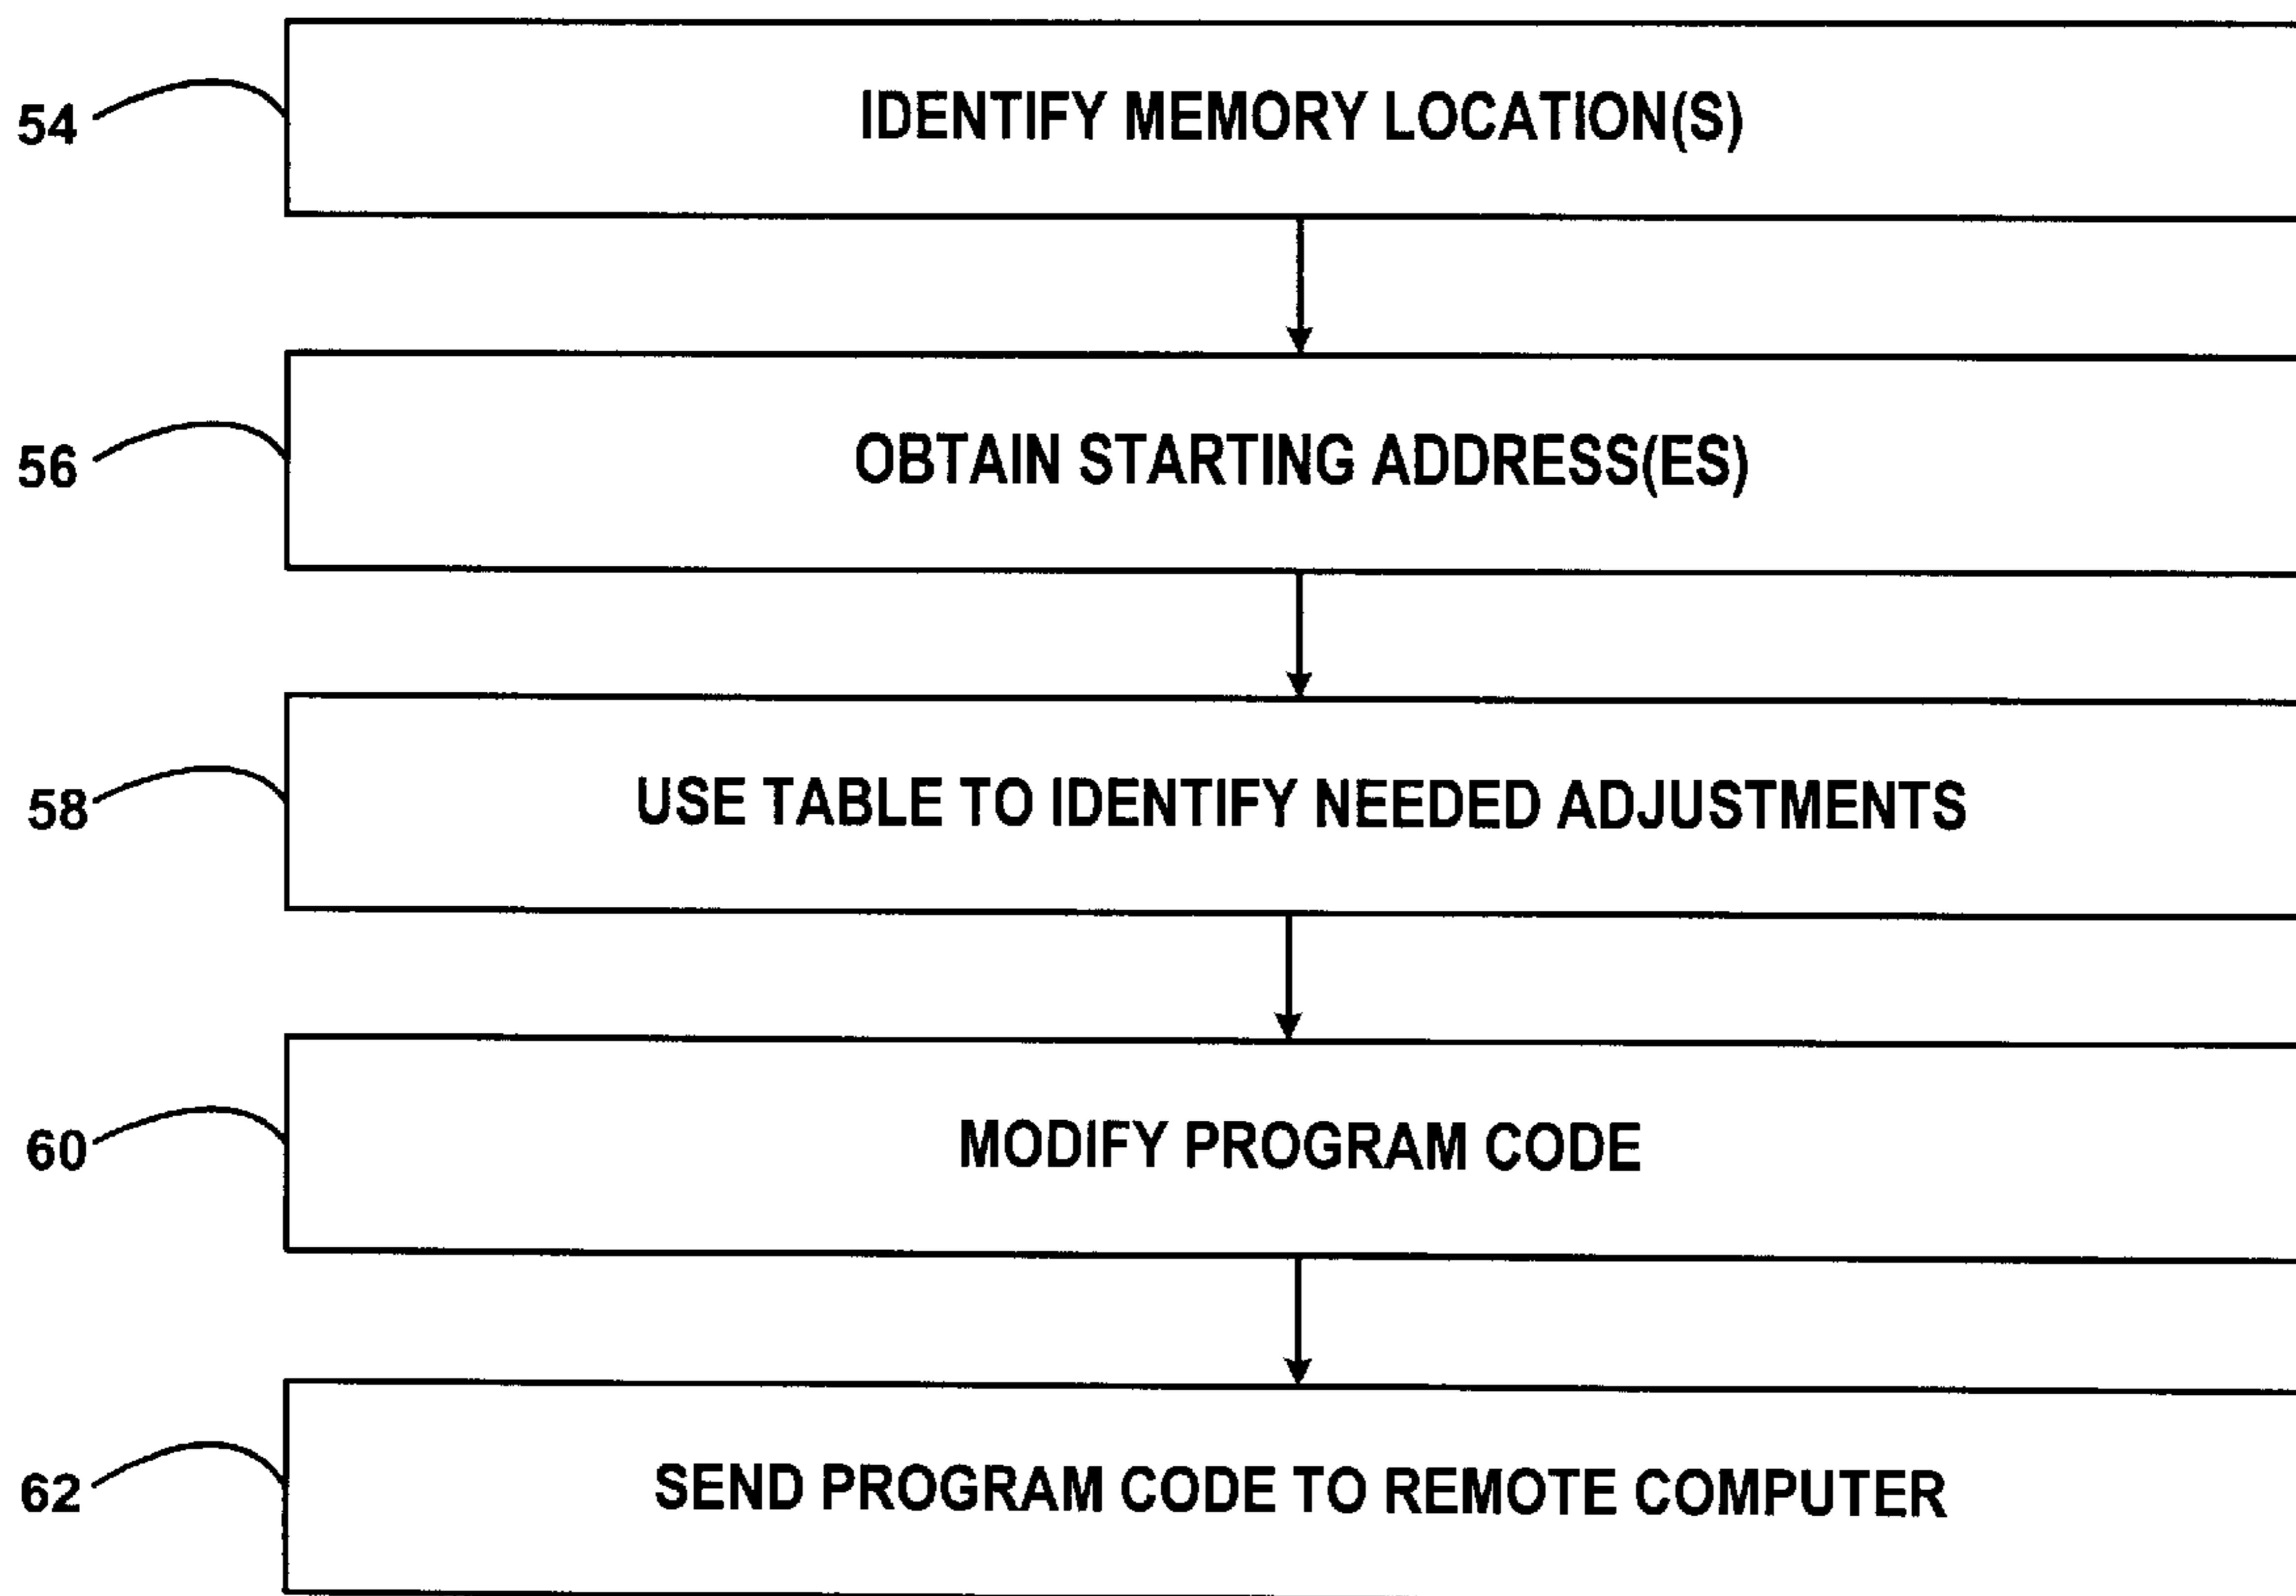 54 IDENTIFY MEMORY LOCATION(S)
56 OBTAIN STARTING ADDRESS(ES)
58 USE TABLE TO IDENTIFY NEEDED ADJUSTMENTS
60 MODIFY PROGRAM CODE
62 SEND PROGRAM CODE TO REMOTE COMPUTER